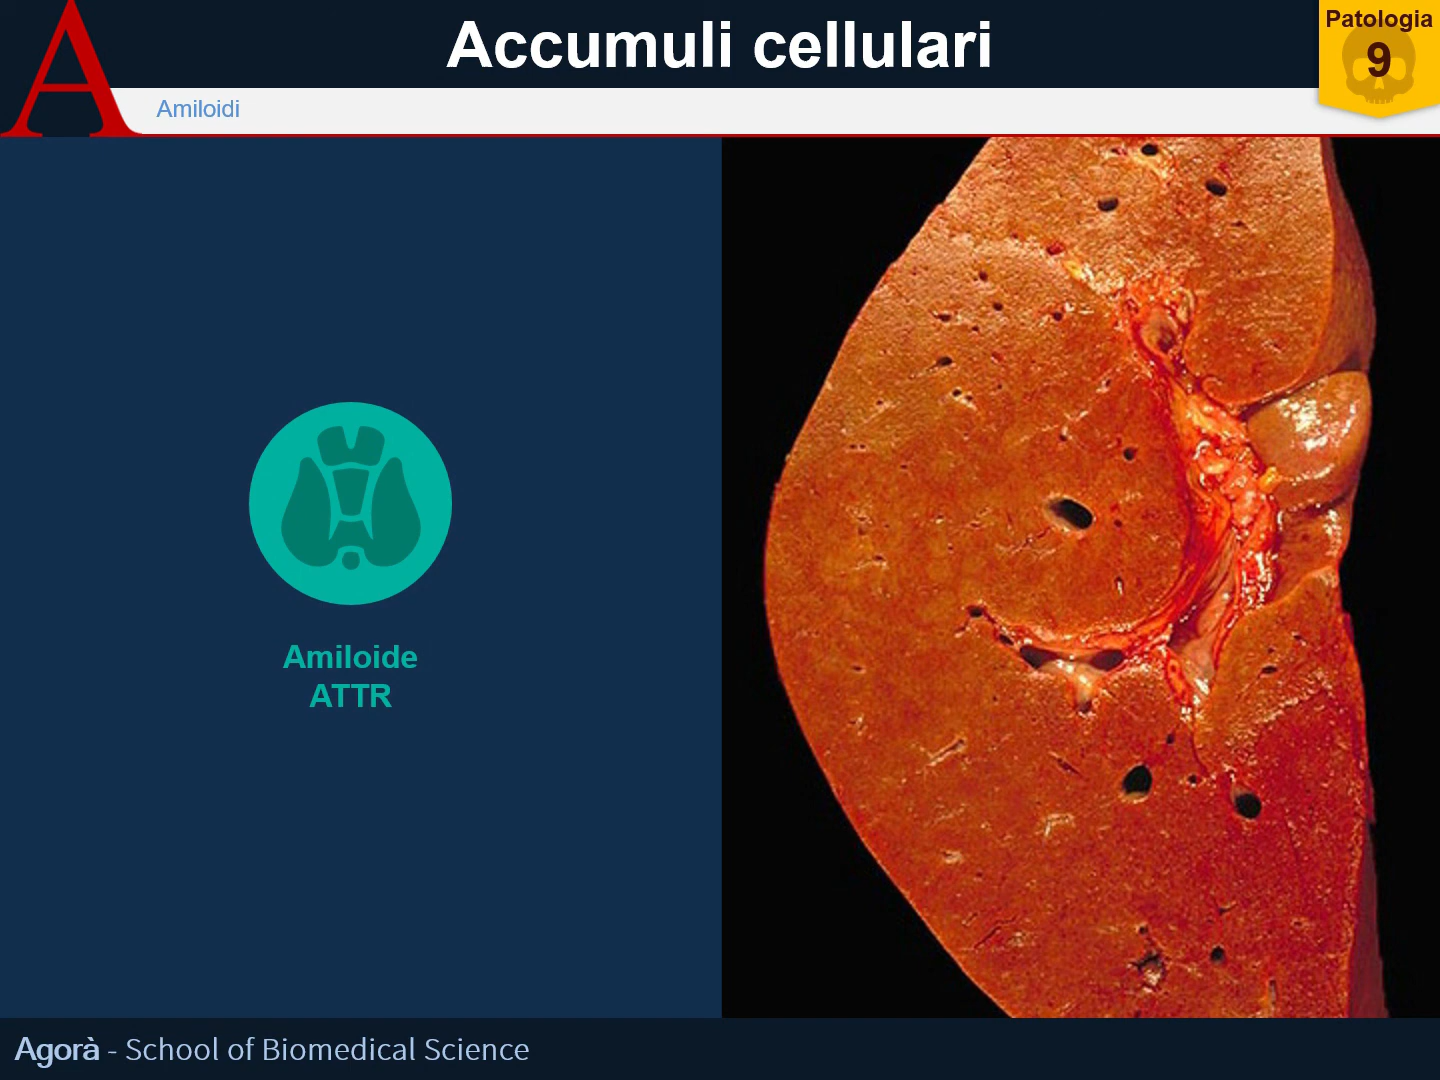 Accumuli cellulari
Patologia
9
A
Amiloidi
Amiloide
ATTR
Agorà - School of Biomedical Science